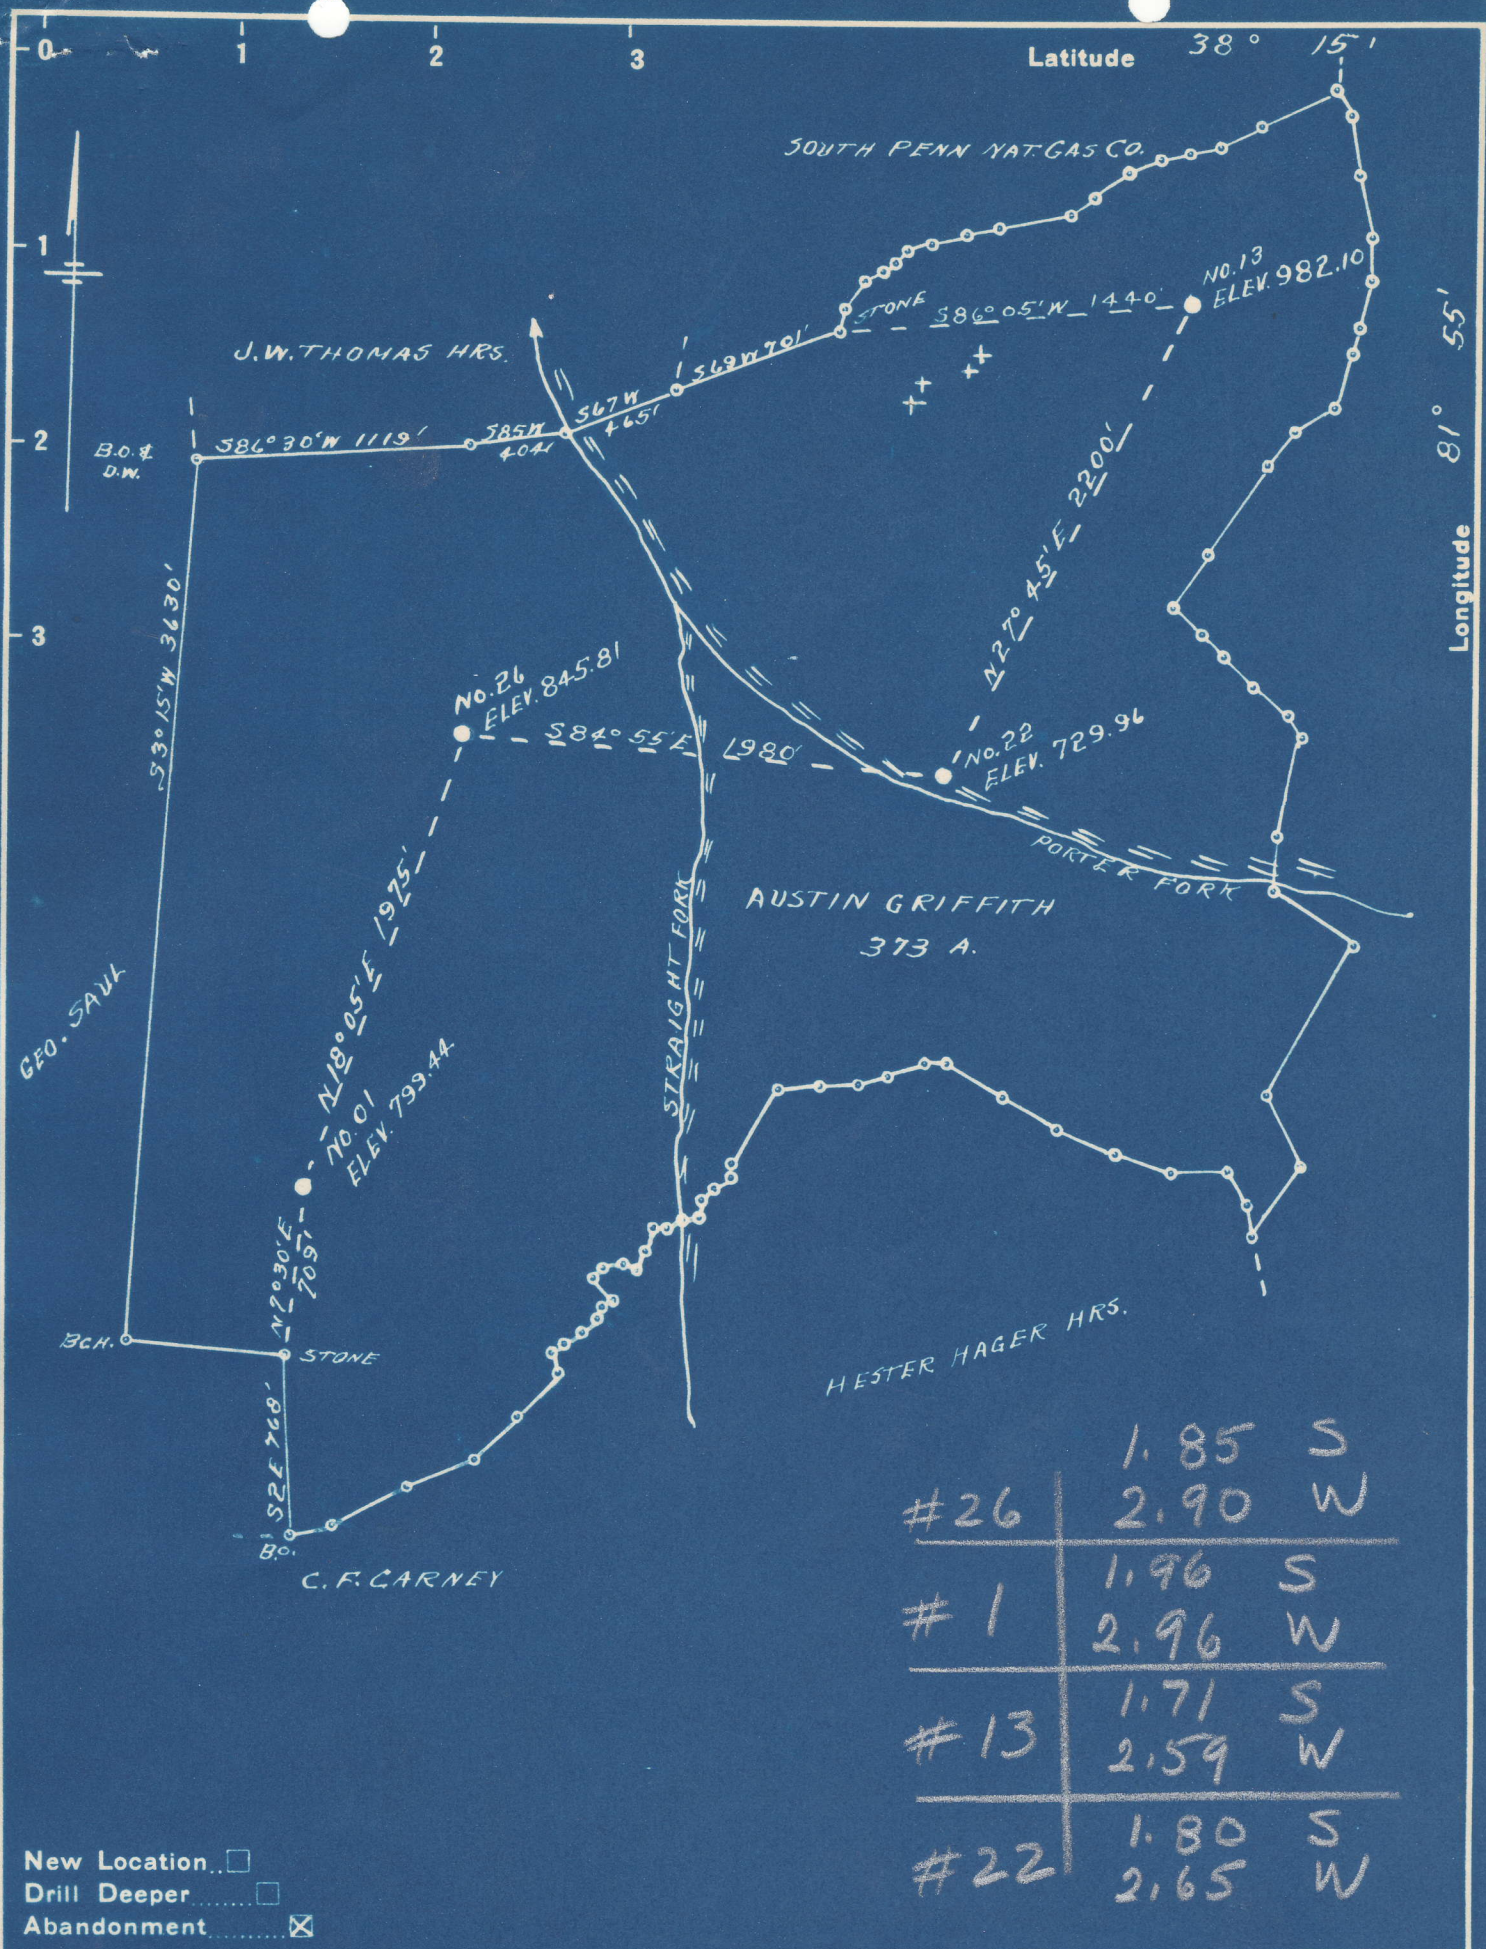 0 1 2 3
Latitude 38° 15'
SOUTH PENN NAT. GAS CO.
1
NO. 13
ELEV. 982.10
STONE S86° 05' W 1440'
81° 55'
Longitude
J.W. THOMAS HRS.
S69W 701'
S67W
465'
2
B.O. &
D.W.
S86° 30' W 1119'
S85W
404'
N27° 45' E 2200'
S3° 15' W 3630'
3
NO. 26
ELEV. 845.81
S84° 55' E 1980'
NO. 22
ELEV. 729.96
PORTER FORK
AUSTIN GRIFFITH
373 A.
STRAIGHT FORK
N18° 05' E 1975'
GEO. SAUL
NO. 01
ELEV. 799.44
N7° 30' E
709'
BCH.
STONE
HESTER HAGER HRS.
S2E 768'
B.O.
C. F. CARNEY
1.85 S
#26 2.90 W
1.96 S
#1 2.96 W
1.71 S
#13 2.59 W
1.80 S
#22 2.65 W
New Location..
Drill Deeper.......
Abandonment.......... ☒